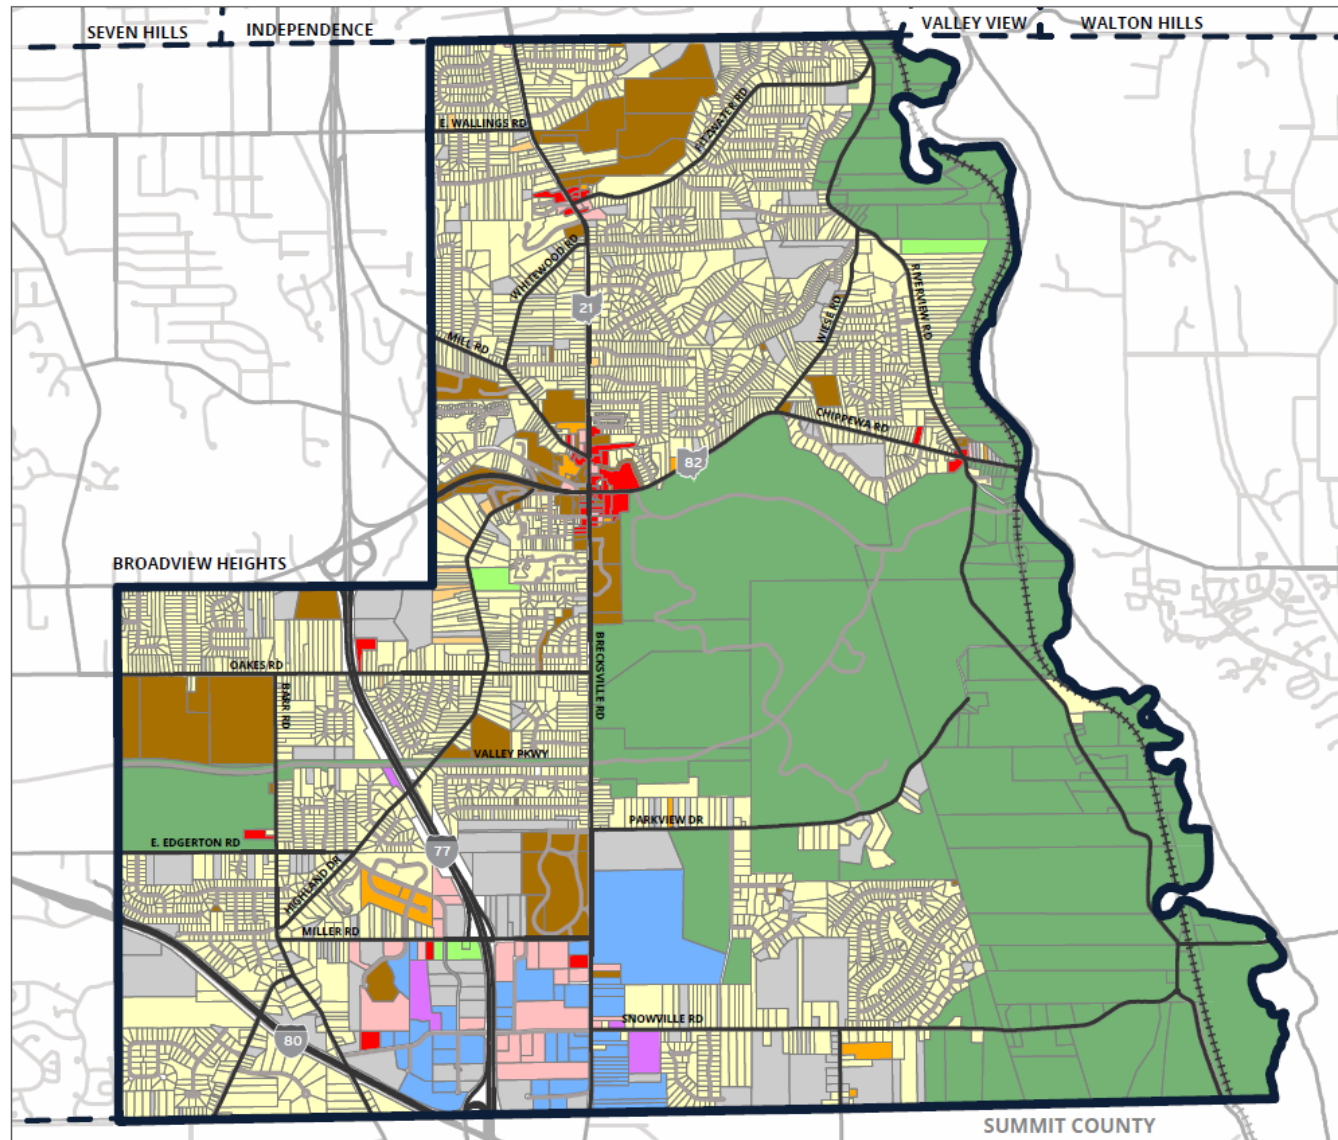 SEVEN HILLS
INDEPENDENCE
VALLEY VIEW
WALTON HILLS
E. WALLINGS RD
FITZWATER RD
WHITEWOOD RD
RIVERVIEW RD
21
WIESE RD
MILL RD
CHIPPEWA RD
82
BROADVIEW HEIGHTS
OAKES RD
BARR RD
BRECKSVILLE RD
VALLEY PKWY
PARKVIEW DR
E. EDGERTON RD
77
HIGHLAND DR
MILLER RD
SNOWVILLE RD
80
SUMMIT COUNTY